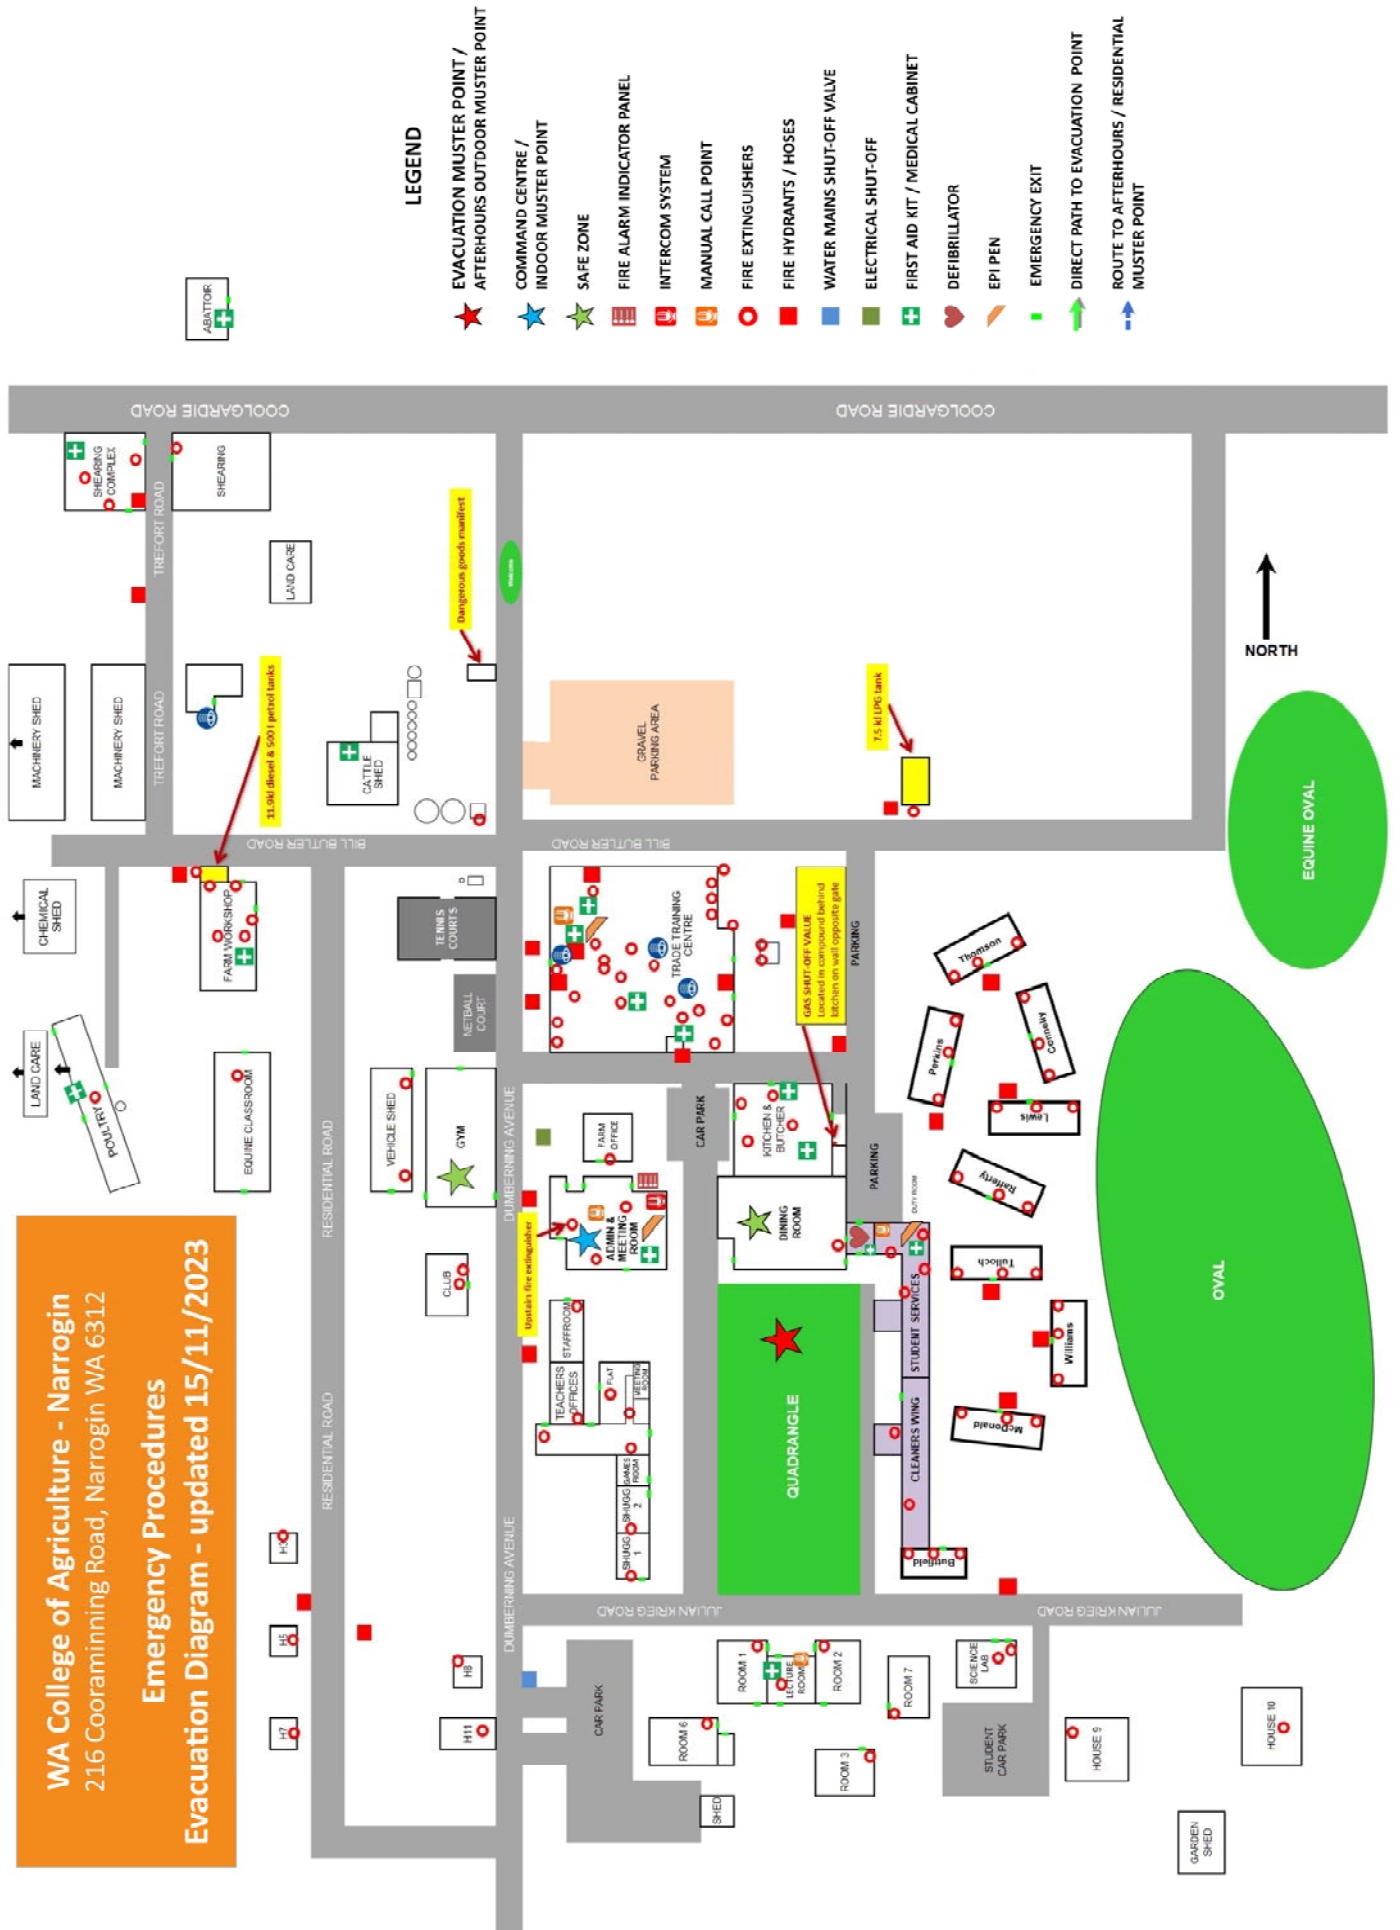 WA College of Agriculture - Narrogin
216 Cooraminning Road, Narrogin WA 6312
Emergency Procedures
Evacuation Diagram - updated 15/11/2023
LEGEND
EVACUATION MUSTER POINT /
AFTERHOURS OUTDOOR MUSTER POINT
COMMAND CENTRE /
INDOOR MUSTER POINT
SAFE ZONE
FIRE ALARM INDICATOR PANEL
INTERCOM SYSTEM
MANUAL CALL POINT
FIRE EXTINGUISHERS
FIRE HYDRANTS / HOSES
WATER MAINS SHUT-OFF VALVE
ELECTRICAL SHUT-OFF
FIRST AID KIT / MEDICAL CABINET
DEFIBRILLATOR
EPI PEN
EMERGENCY EXIT
DIRECT PATH TO EVACUATION POINT
ROUTE TO AFTERHOURS / RESIDENTIAL
MUSTER POINT
ABATTOIR
COOLGARDIE ROAD
COOLGARDIE ROAD
SHEARING
COMPLEX
SHEARING
TREFORT ROAD
TREFORT ROAD
LAND CARE
MACHINERY SHED
MACHINERY SHED
11.9kl diesel & 500 l petrol tanks
CATTLE
SHED
Dangerous goods manifest
Welcome
GRAVEL
PARKING AREA
7.5 kl LPG tank
NORTH
EQUINE OVAL
BILL BUTLER ROAD
BILL BUTLER ROAD
CHEMICAL
SHED
FARM WORKSHOP
TENNIS
COURTS
NETBALL
COURT
TRADE TRAINING
CENTRE
GAS SHUT-OFF VALUE
Located in compound behind
kitchen on wall opposite gate
PARKING
LAND CARE
POULTRY
EQUINE CLASSROOM
VEHICLE SHED
GYM
CLUB
RESIDENTIAL ROAD
RESIDENTIAL ROAD
DUMBERNING AVENUE
DUMBERNING AVENUE
FARM
OFFICE
CAR PARK
KITCHEN &
BUTCHER
PARKING
ADMIN &
MEETING
ROOM
Upstairs fire extinguisher
DINING
ROOM
DUTY ROOM
STAFFROOM
TEACHERS
OFFICES
FLAT
MEETING
ROOM
GAMES
ROOM
SHUGG
2
SHUGG
1
QUADRANGLE
STUDENT SERVICES
CLEANERS WING
Buttfield
Thomson
Perkins
Connelly
Lewis
Rafferty
Tulloch
Williams
McDonald
OVAL
JULIAN KRIEG ROAD
JULIAN KRIEG ROAD
H3
H5
H7
H8
H11
CAR PARK
ROOM 1
LECTURE
ROOM
ROOM 2
ROOM 7
SCIENCE
LAB
ROOM 6
ROOM 3
SHED
STUDENT
CAR PARK
HOUSE 9
HOUSE 10
GARDEN
SHED